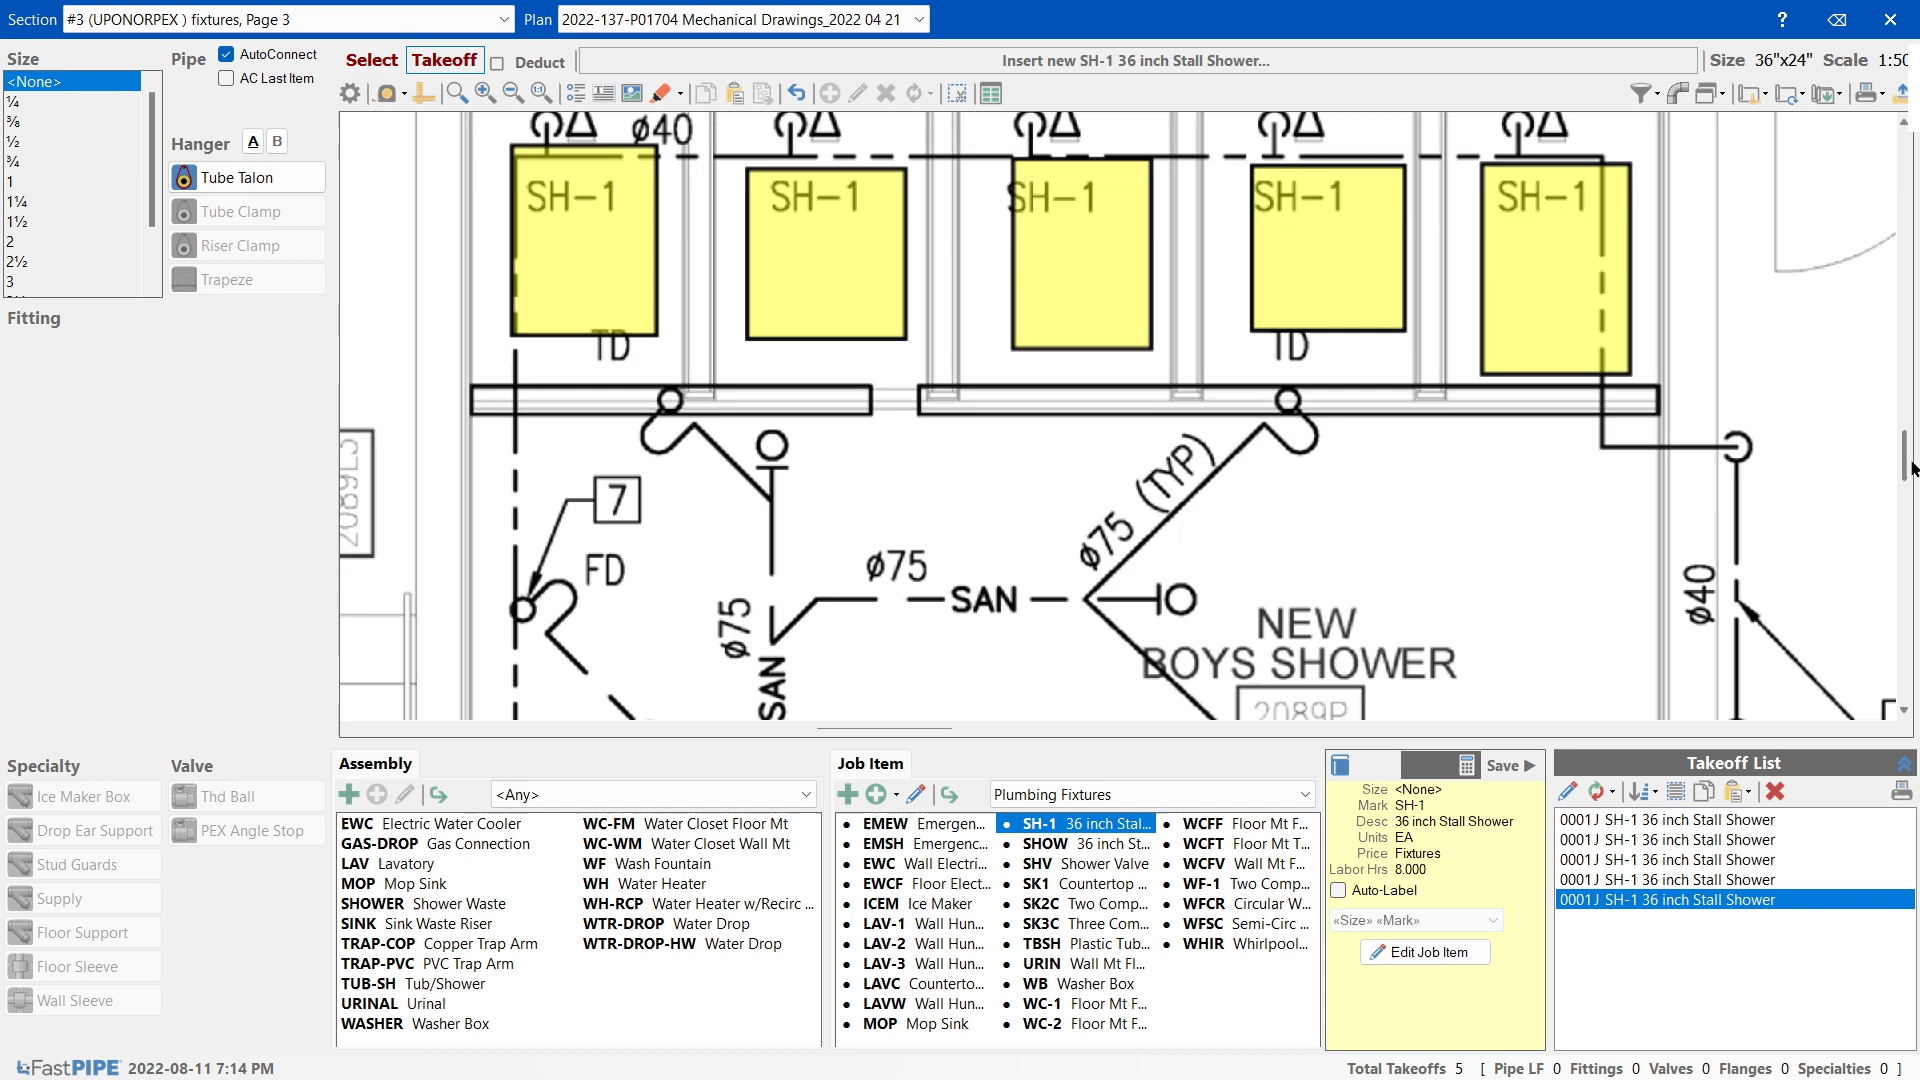 Section #3 (UPONORPEX ) fixtures, Page 3 Plan 2022-137-P01704 Mechanical Drawings_2022 04 21 ?
Size
<None>
¼
⅜
½
¾
1
1¼
1½
2
2½
3
Pipe AutoConnect
AC Last Item
Hanger A B
Tube Talon
Tube Clamp
Riser Clamp
Trapeze
Fitting
Select Takeoff Deduct Insert new SH-1 36 inch Stall Shower... Size 36"x24" Scale 1:50
ø40
SH-1 SH-1 SH-1 SH-1 SH-1
TD TD
2089L5
7
FD
ø75
ø75 (TYP)
ø75
SAN
SAN
NEW
BOYS SHOWER
2089P
ø40
Specialty
Ice Maker Box
Drop Ear Support
Stud Guards
Supply
Floor Support
Floor Sleeve
Wall Sleeve
Valve
Thd Ball
PEX Angle Stop
Assembly
<Any>
EWC Electric Water Cooler
GAS-DROP Gas Connection
LAV Lavatory
MOP Mop Sink
SHOWER Shower Waste
SINK Sink Waste Riser
TRAP-COP Copper Trap Arm
TRAP-PVC PVC Trap Arm
TUB-SH Tub/Shower
URINAL Urinal
WASHER Washer Box
WC-FM Water Closet Floor Mt
WC-WM Water Closet Wall Mt
WF Wash Fountain
WH Water Heater
WH-RCP Water Heater w/Recirc ...
WTR-DROP Water Drop
WTR-DROP-HW Water Drop
Job Item
Plumbing Fixtures
EMEW Emergen...
EMSH Emergenc...
EWC Wall Electri...
EWCF Floor Elect...
ICEM Ice Maker
LAV-1 Wall Hun...
LAV-2 Wall Hun...
LAV-3 Wall Hun...
LAVC Counterto...
LAVW Wall Hun...
MOP Mop Sink
SH-1 36 inch Stal...
SHOW 36 inch St...
SHV Shower Valve
SK1 Countertop ...
SK2C Two Comp...
SK3C Three Com...
TBSH Plastic Tub...
URIN Wall Mt Fl...
WB Washer Box
WC-1 Floor Mt F...
WC-2 Floor Mt F...
WCFF Floor Mt F...
WCFT Floor Mt T...
WCFV Wall Mt F...
WF-1 Two Comp...
WFCR Circular W...
WFSC Semi-Circ ...
WHIR Whirlpool...
Save
Size <None>
Mark SH-1
Desc 36 inch Stall Shower
Units EA
Price Fixtures
Labor Hrs 8.000
Auto-Label
«Size» «Mark»
Edit Job Item
Takeoff List
0001J SH-1 36 inch Stall Shower
0001J SH-1 36 inch Stall Shower
0001J SH-1 36 inch Stall Shower
0001J SH-1 36 inch Stall Shower
0001J SH-1 36 inch Stall Shower
FastPIPE 2022-08-11 7:14 PM
Total Takeoffs 5 [ Pipe LF 0 Fittings 0 Valves 0 Flanges 0 Specialties 0 ]